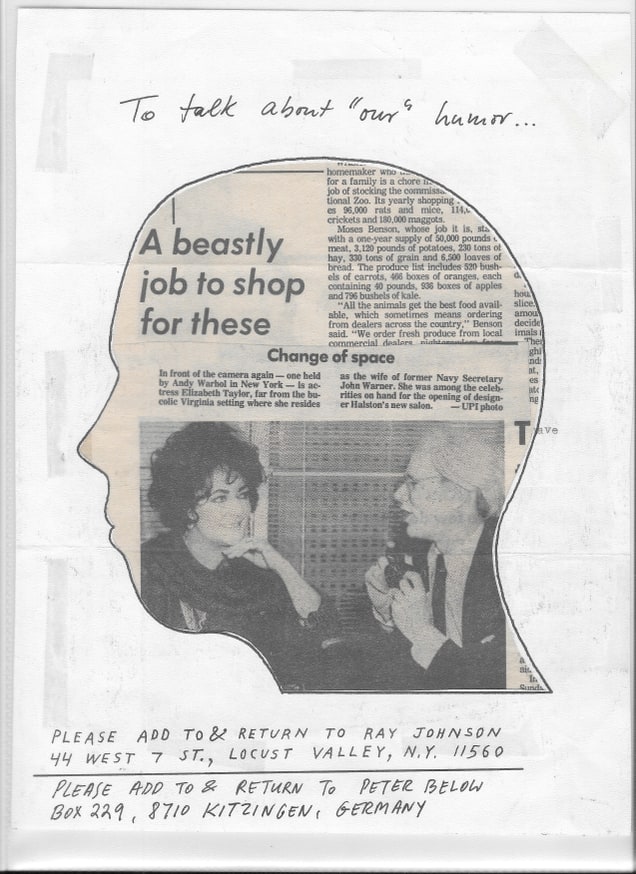 To talk about "our" humor...
A beastly
job to shop
for these
homemaker who
for a family is a chore
job of stocking the
tional Zoo. Its yearly shopping
es 96,000 rats and mice,
crickets and 180,000 maggots.
Moses Benson, whose job it is,
with a one-year supply of 50,000 pounds
meat, 3,120 pounds of potatoes, 230 tons of
hay, 330 tons of grain and 6,500 loaves of
bread. The produce list includes 520 bush-
els of carrots, 466 boxes of oranges, each
containing 40 pounds, 936 boxes of apples
and 796 bushels of kale.
"All the animals get the best food avail-
able, which sometimes means ordering
from dealers across the country," Benson
said. "We order fresh produce from local
commercial dealers,
Change of space
In front of the camera again — one held
by Andy Warhol in New York — is ac-
tress Elizabeth Taylor, far from the bu-
colic Virginia setting where she resides
as the wife of former Navy Secretary
John Warner. She was among the celeb-
rities on hand for the opening of design-
er Halston's new salon. — UPI photo
T
ave
PLEASE ADD TO & RETURN TO RAY JOHNSON
44 WEST 7 ST., LOCUST VALLEY, N.Y. 11560
PLEASE ADD TO & RETURN TO PETER BELOW
BOX 229, 8710 KITZINGEN, GERMANY